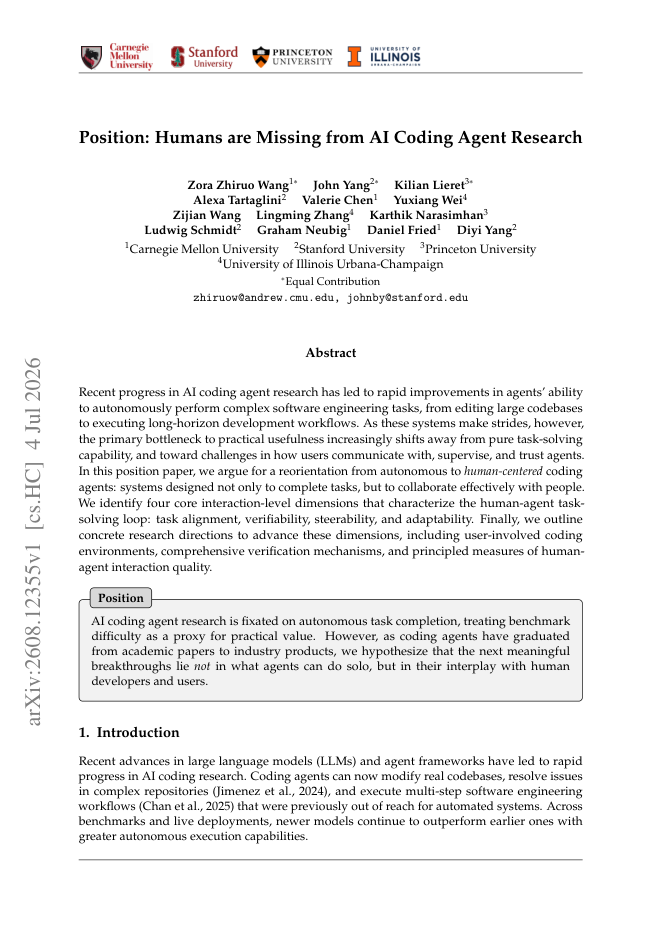 Carnegie
Mellon
University
Stanford
University
PRINCETON
UNIVERSITY
UNIVERSITY OF
ILLINOIS
URBANA-CHAMPAIGN
Position: Humans are Missing from AI Coding Agent Research
Zora Zhiruo Wang1* John Yang2* Kilian Lieret3*
Alexa Tartaglini2 Valerie Chen1 Yuxiang Wei4
Zijian Wang Lingming Zhang4 Karthik Narasimhan3
Ludwig Schmidt2 Graham Neubig1 Daniel Fried1 Diyi Yang2
1Carnegie Mellon University 2Stanford University 3Princeton University
4University of Illinois Urbana-Champaign
*Equal Contribution
zhiruow@andrew.cmu.edu, johnby@stanford.edu
Abstract
Recent progress in AI coding agent research has led to rapid improvements in agents' ability
to autonomously perform complex software engineering tasks, from editing large codebases
to executing long-horizon development workflows. As these systems make strides, however,
the primary bottleneck to practical usefulness increasingly shifts away from pure task-solving
capability, and toward challenges in how users communicate with, supervise, and trust agents.
In this position paper, we argue for a reorientation from autonomous to human-centered coding
agents: systems designed not only to complete tasks, but to collaborate effectively with people.
We identify four core interaction-level dimensions that characterize the human-agent task-
solving loop: task alignment, verifiability, steerability, and adaptability. Finally, we outline
concrete research directions to advance these dimensions, including user-involved coding
environments, comprehensive verification mechanisms, and principled measures of human-
agent interaction quality.
Position
AI coding agent research is fixated on autonomous task completion, treating benchmark
difficulty as a proxy for practical value. However, as coding agents have graduated
from academic papers to industry products, we hypothesize that the next meaningful
breakthroughs lie not in what agents can do solo, but in their interplay with human
developers and users.
1. Introduction
Recent advances in large language models (LLMs) and agent frameworks have led to rapid
progress in AI coding research. Coding agents can now modify real codebases, resolve issues
in complex repositories (Jimenez et al., 2024), and execute multi-step software engineering
workflows (Chan et al., 2025) that were previously out of reach for automated systems. Across
benchmarks and live deployments, newer models continue to outperform earlier ones with
greater autonomous execution capabilities.
arXiv:2608.12355v1 [cs.HC] 4 Jul 2026